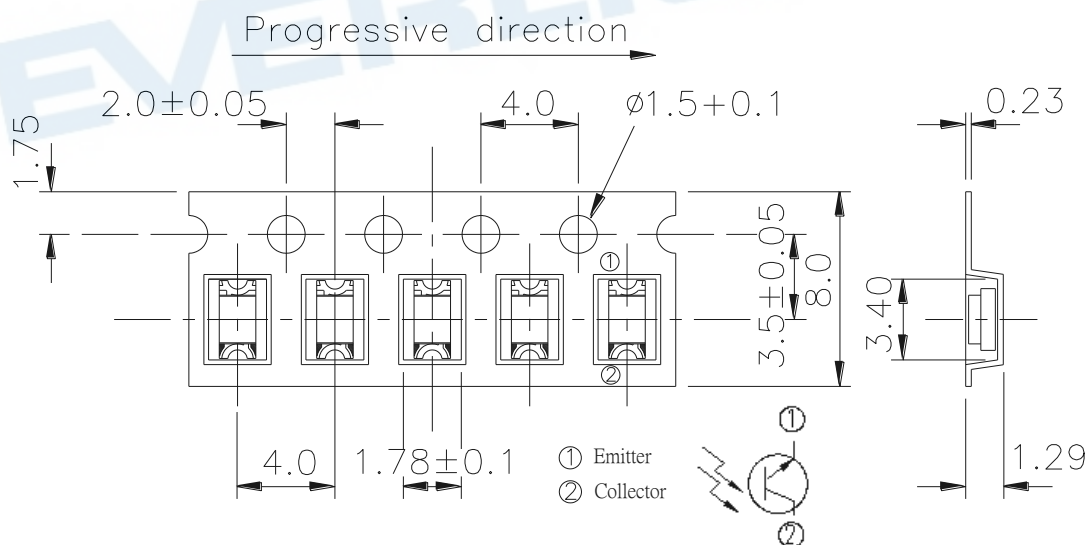 EVERL
Progressive direction
2.0±0.05
4.0
ø1.5+0.1
0.23
1.75
①
3.5±0.05
8.0
3.40
②
4.0
1.78±0.1
① Emitter
② Collector
①
②
1.29